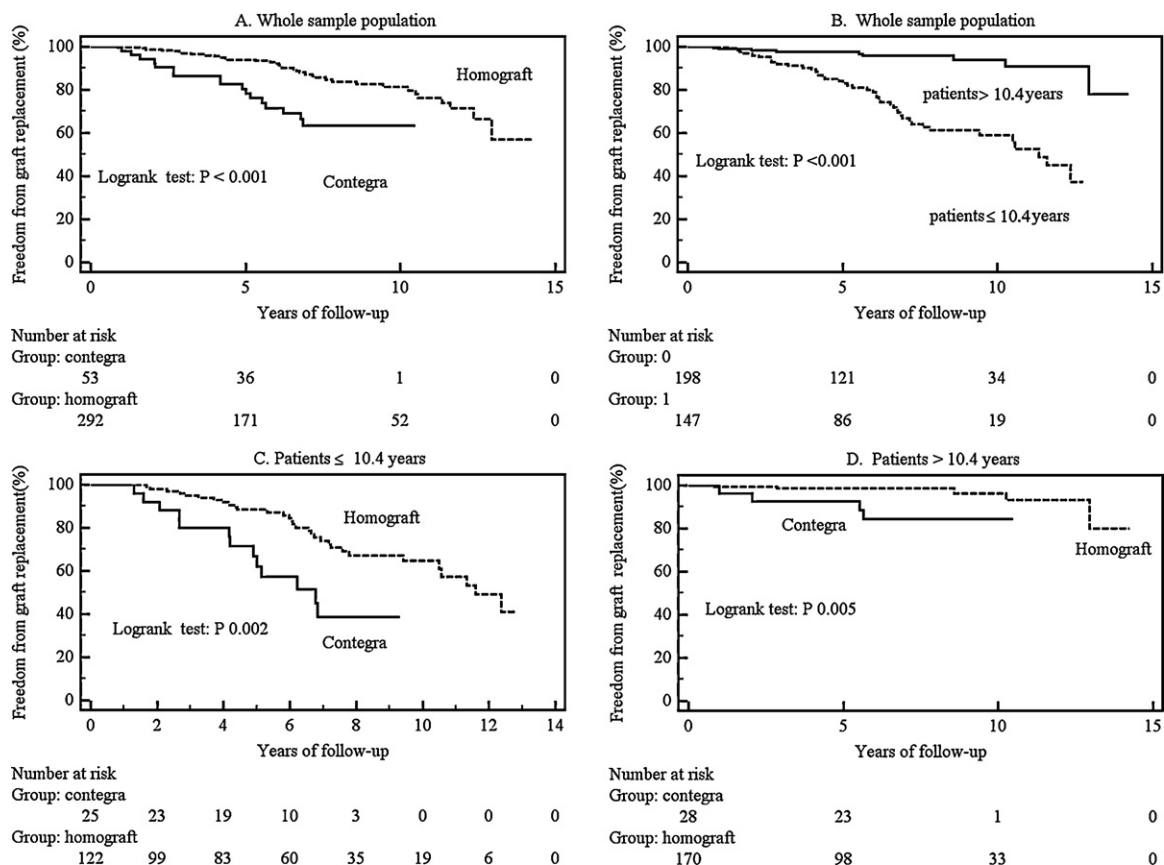 A. Whole sample population
Freedom from graft replacement (%)
100
80
60
40
20
0
Homograft
Contegra
Logrank test: P < 0.001
0 5 10 15
Years of follow-up
Number at risk
Group: contegra
53 36 1 0
Group: homograft
292 171 52 0
B. Whole sample population
Freedom from graft replacement (%)
100
80
60
40
20
0
patients> 10.4 years
Logrank test: P <0.001
patients ≤ 10.4 years
0 5 10 15
Years of follow-up
Number at risk
Group: 0
198 121 34 0
Group: 1
147 86 19 0
C. Patients ≤ 10.4 years
Freedom from graft replacement(%)
100
80
60
40
20
0
Homograft
Logrank test: P 0.002
Contegra
0 2 4 6 8 10 12 14
Years of follow-up
Number at risk
Group: contegra
25 23 19 10 3 0 0 0
Group: homograft
122 99 83 60 35 19 6 0
D. Patients > 10.4 years
Freedom from graft replacement (%)
100
80
60
40
20
0
Contegra
Homograft
Logrank test: P 0.005
0 5 10 15
Years of follow-up
Number at risk
Group: contegra
28 23 1 0
Group: homograft
170 98 33 0